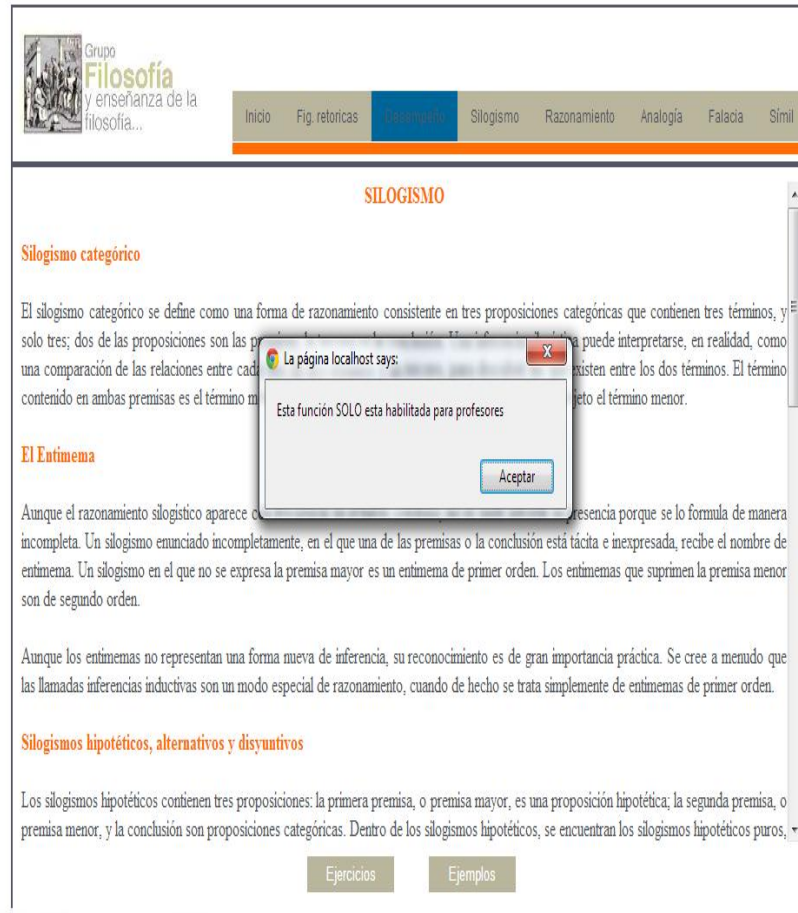 Grupo
Filosofía
y enseñanza de la
filosofía...
Inicio Fig. retoricas Desempeño Silogismo Razonamiento Analogía Falacia Símil
SILOGISMO
Silogismo categórico
El silogismo categórico se define como una forma de razonamiento consistente en tres proposiciones categóricas que contienen tres términos, y
solo tres; dos de las proposiciones son las puede interpretarse, en realidad, como
una comparación de las relaciones entre cada existen entre los dos términos. El término
contenido en ambas premisas es el término el término menor.
La página localhost says:
X
Esta función SOLO esta habilitada para profesores
Aceptar
El Entimema
Aunque el razonamiento silogistico aparece presencia porque se lo formula de manera
incompleta. Un silogismo enunciado incompletamente, en el que una de las premisas o la conclusión está tácita e inexpresada, recibe el nombre de
entimema. Un silogismo en el que no se expresa la premisa mayor es un entimema de primer orden. Los entimemas que suprimen la premisa menor
son de segundo orden.
Aunque los entimemas no representan una forma nueva de inferencia, su reconocimiento es de gran importancia práctica. Se cree a menudo que
las llamadas inferencias inductivas son un modo especial de razonamiento, cuando de hecho se trata simplemente de entimemas de primer orden.
Silogismos hipotéticos, alternativos y disyuntivos
Los silogismos hipotéticos contienen tres proposiciones: la primera premisa, o premisa mayor, es una proposición hipotética; la segunda premisa, o
premisa menor, y la conclusión son proposiciones categóricas. Dentro de los silogismos hipotéticos, se encuentran los silogismos hipotéticos puros,
Ejercicios Ejemplos